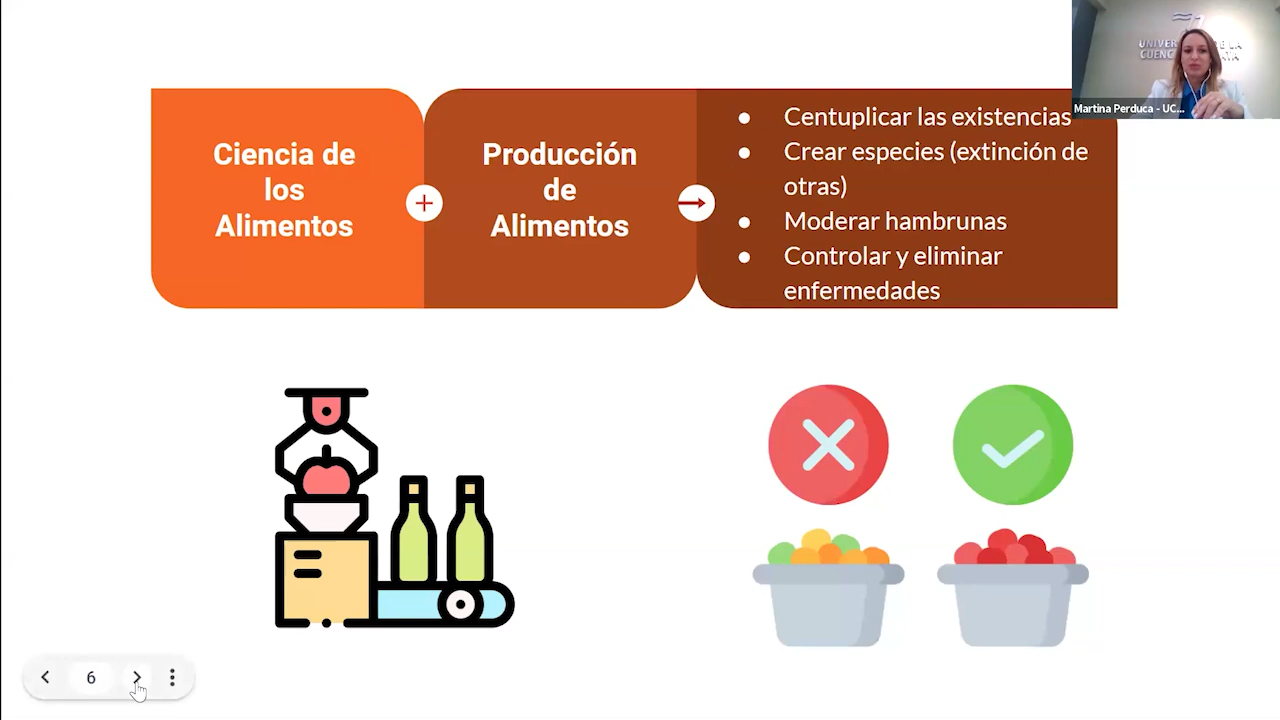 Ciencia de
los
Alimentos
Producción
de
Alimentos
● Centuplicar las existencias
● Crear especies (extinción de
otras)
● Moderar hambrunas
● Controlar y eliminar
enfermedades
Martina Perduca - UC...
6